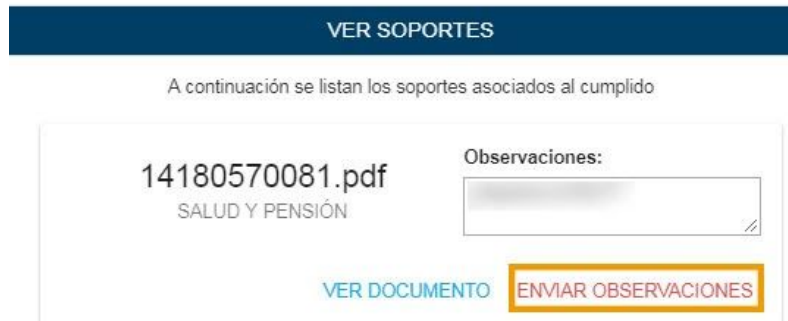 VER SOPORTES
A continuación se listan los soportes asociados al cumplido
14180570081.pdf
SALUD Y PENSIÓN
Observaciones:
VER DOCUMENTO
ENVIAR OBSERVACIONES